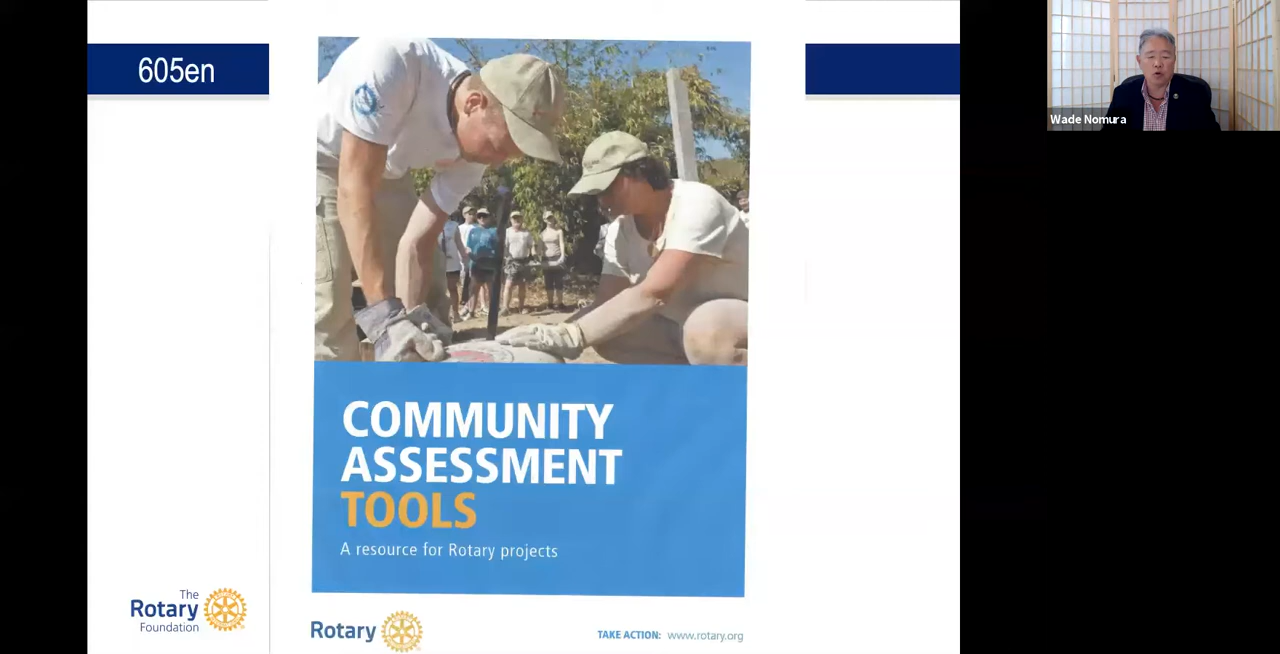 605en
Wade Nomura
COMMUNITY
ASSESSMENT
TOOLS
A resource for Rotary projects
The
Rotary
Foundation
Rotary
TAKE ACTION: www.rotary.org